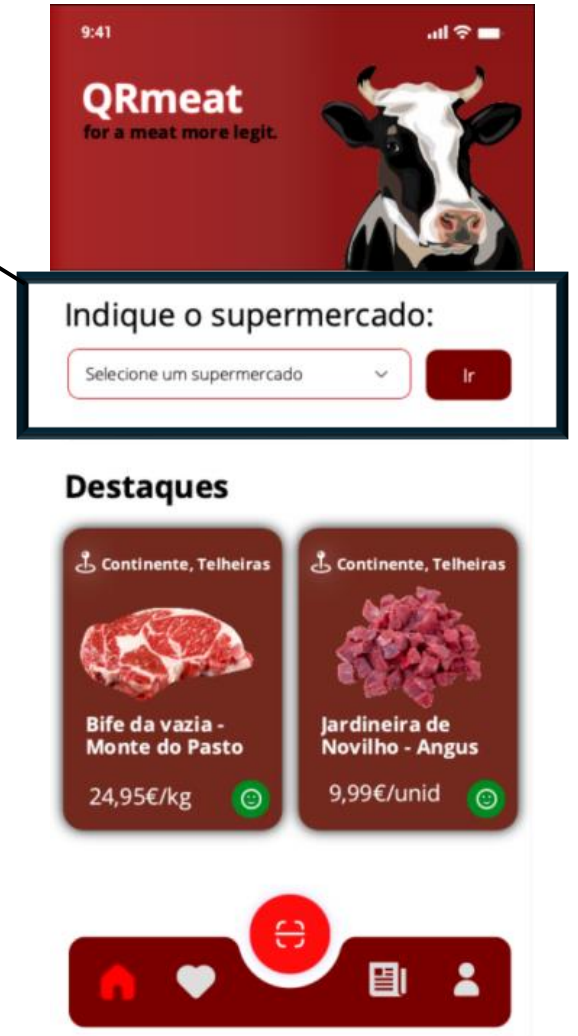 9:41
QRmeat
for a meat more legit.
Indique o supermercado:
Selecione um supermercado
Ir
Destaques
Continente, Telheiras
Bife da vazia -
Monte do Pasto
24,95€/kg
Continente, Telheiras
Jardineira de
Novilho - Angus
9,99€/unid